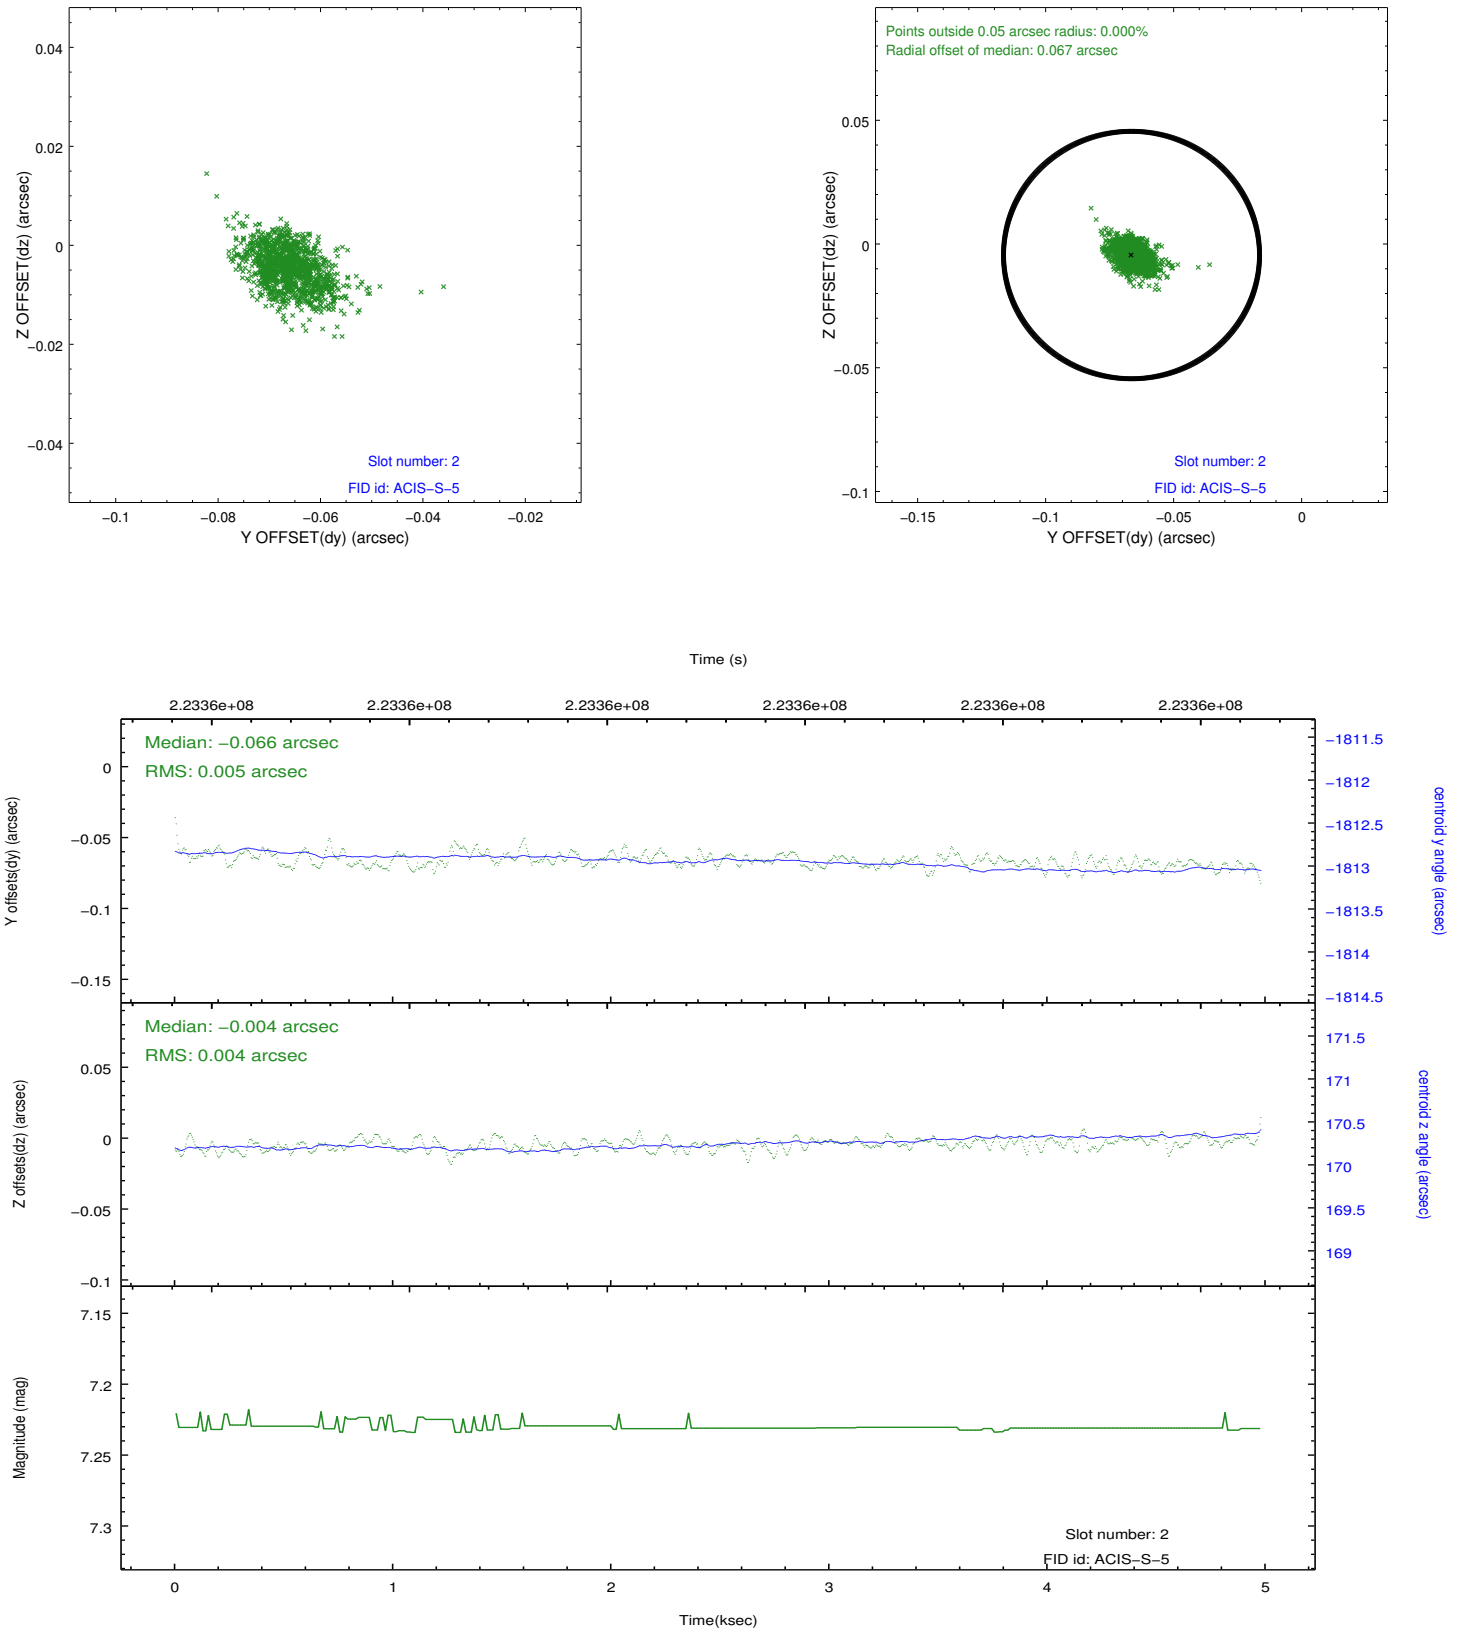 0.04
0.02
0
−0.02
−0.04
Z OFFSET(dz) (arcsec)
Slot number: 2
FID id: ACIS−S−5
−0.1
−0.08
−0.06
−0.04
−0.02
Y OFFSET(dy) (arcsec)
Points outside 0.05 arcsec radius: 0.000%
Radial offset of median: 0.067 arcsec
0.05
0
−0.05
−0.1
Z OFFSET(dz) (arcsec)
Slot number: 2
FID id: ACIS−S−5
−0.15
−0.1
−0.05
0
Y OFFSET(dy) (arcsec)
Time (s)
2.2336e+08
2.2336e+08
2.2336e+08
2.2336e+08
2.2336e+08
2.2336e+08
Median: −0.066 arcsec
RMS: 0.005 arcsec
0
−0.05
−0.1
−0.15
Y offsets(dy) (arcsec)
−1811.5
−1812
−1812.5
−1813
−1813.5
−1814
−1814.5
centroid y angle (arcsec)
Median: −0.004 arcsec
RMS: 0.004 arcsec
0.05
0
−0.05
−0.1
Z offsets(dz) (arcsec)
171.5
171
170.5
170
169.5
169
centroid z angle (arcsec)
7.15
7.2
7.25
7.3
Magnitude (mag)
Slot number: 2
FID id: ACIS−S−5
0
1
2
3
4
5
Time(ksec)